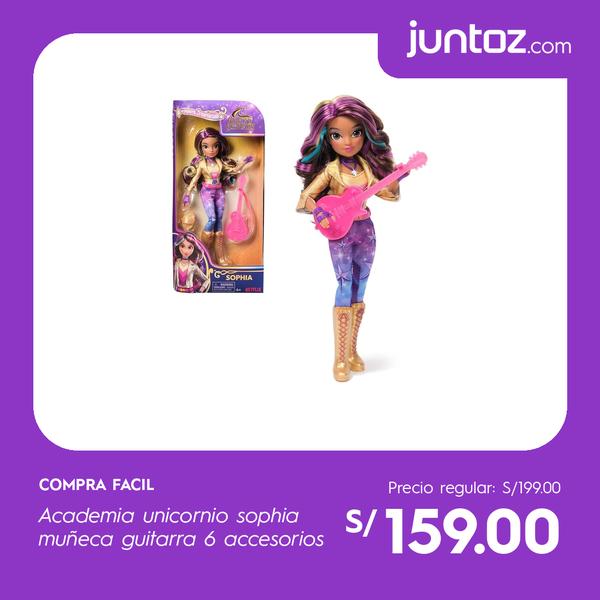 juntoz.com
SOPHIA
NETFLIX
COMPRA FACIL
Precio regular: S/199.00
Academia unicornio sophia
muñeca guitarra 6 accesorios
S/159.00